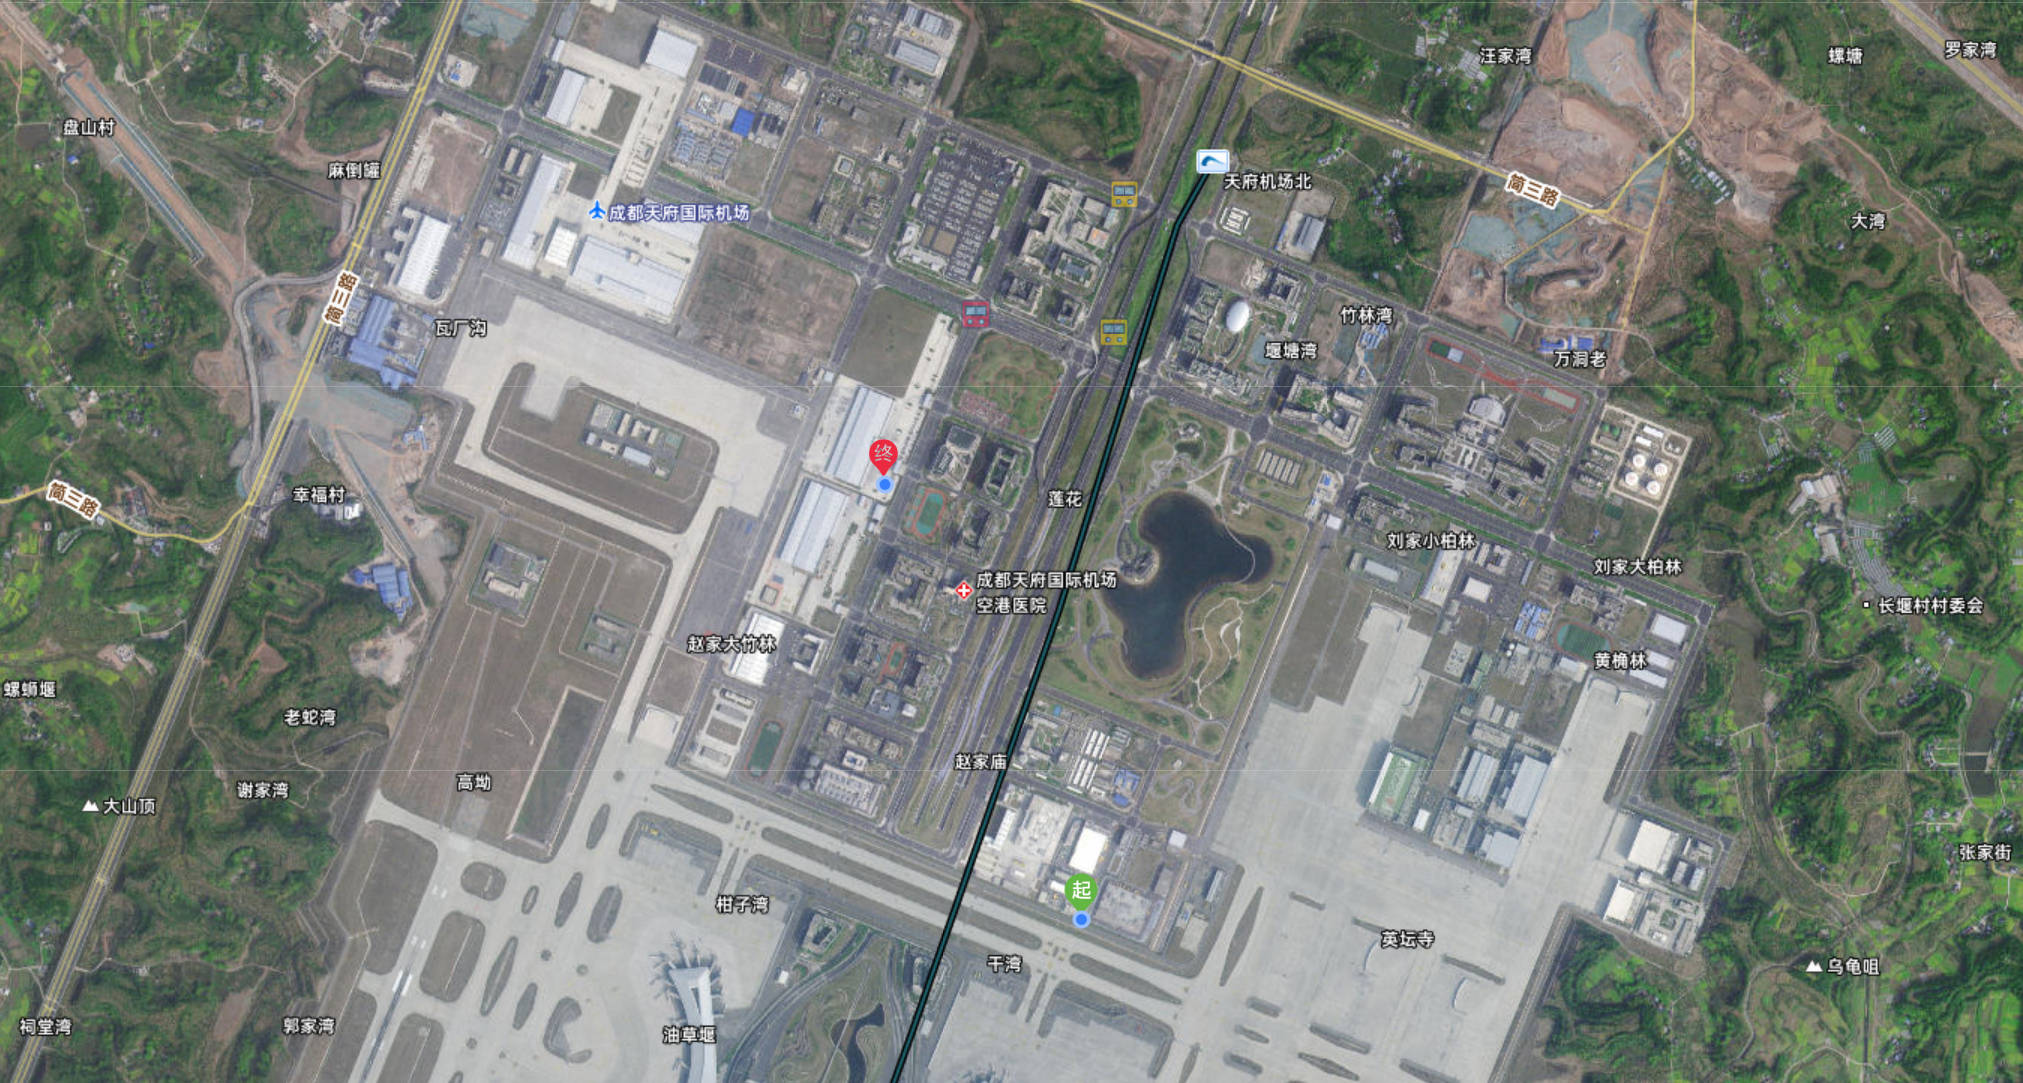 汪家湾
螺塘
罗家湾
盘山村
麻倒罐
天府机场北
简三路
成都天府国际机场
大湾
简三路
瓦厂沟
竹林湾
堰塘湾
万洞老
终
简三路
幸福村
莲花
刘家小柏林
刘家大柏林
成都天府国际机场
空港医院
长堰村村委会
赵家大竹林
黄桷林
螺蛳堰
老蛇湾
赵家庙
高坳
谢家湾
大山顶
张家街
起
柑子湾
英坛寺
干湾
乌龟咀
祠堂湾
郭家湾
油草堰